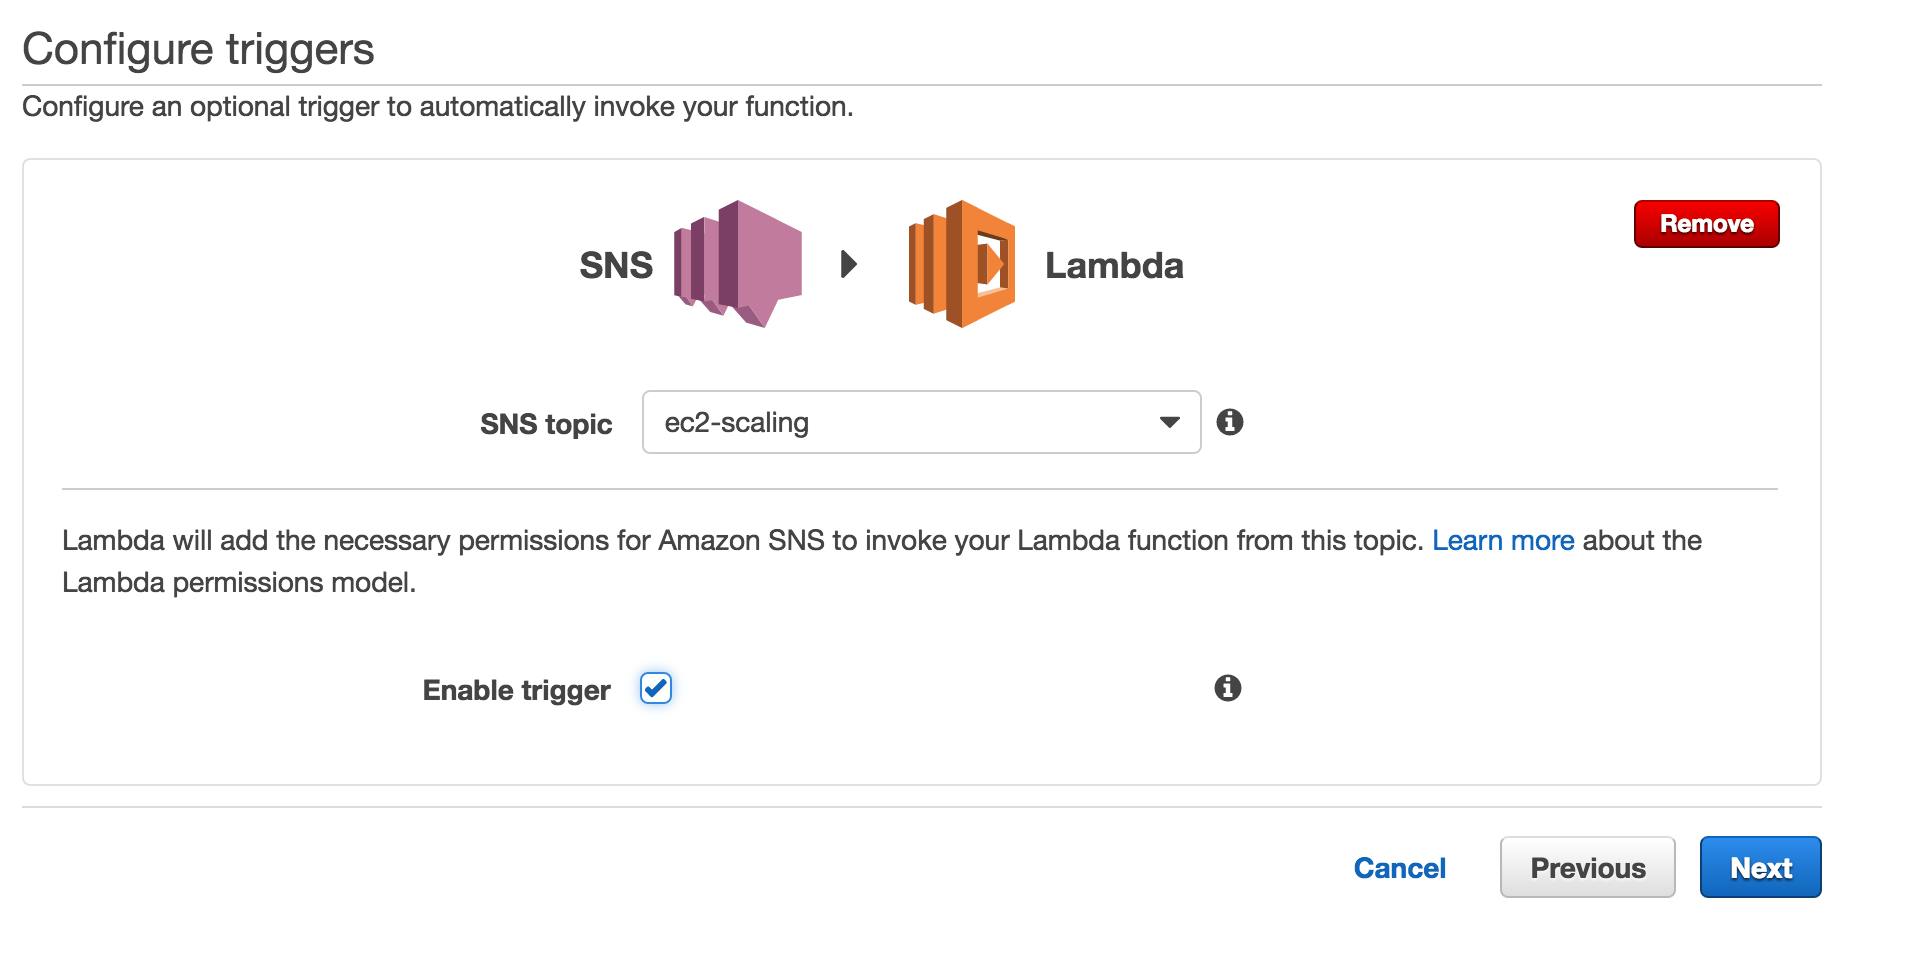 Configure triggers
Configure an optional trigger to automatically invoke your function.
Remove
SNS
Lambda
SNS topic
ec2-scaling
Lambda will add the necessary permissions for Amazon SNS to invoke your Lambda function from this topic. Learn more about the
Lambda permissions model.
Enable trigger
Cancel
Previous
Next